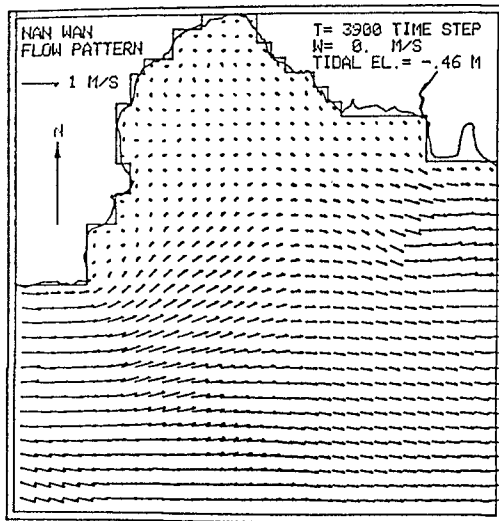 NAN WAN
FLOW PATTERN
1 M/S
N
T= 3900 TIME STEP
W= 0. M/S
TIDAL EL.= -.46 M